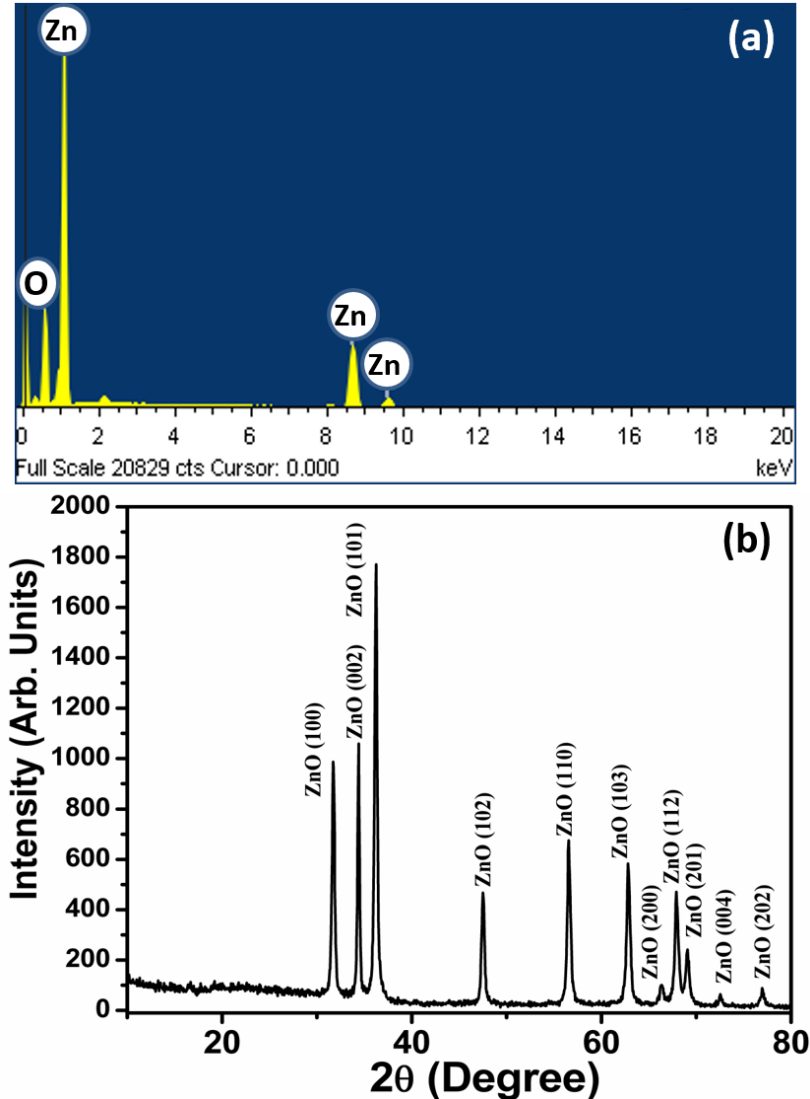 Zn
(a)
O
Zn
Zn
0 2 4 6 8 10 12 14 16 18 20
Full Scale 20829 cts Cursor: 0.000 keV
(b)
Intensity (Arb. Units)
2000
1800
1600
1400
1200
1000
800
600
400
200
0
ZnO (100)
ZnO (002)
ZnO (101)
ZnO (102)
ZnO (110)
ZnO (103)
ZnO (200)
ZnO (112)
ZnO (201)
ZnO (004)
ZnO (202)
20 40 60 80
2θ (Degree)